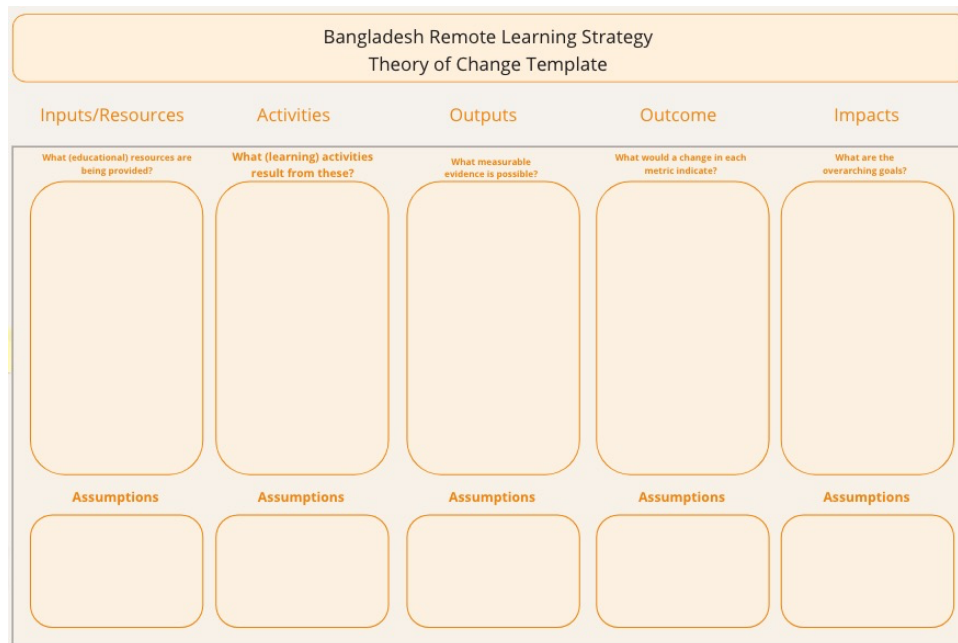 Bangladesh Remote Learning Strategy
Theory of Change Template
Inputs/Resources
Activities
Outputs
Outcome
Impacts
What (educational) resources are
being provided?
What (learning) activities
result from these?
What measurable
evidence is possible?
What would a change in each
metric indicate?
What are the
overarching goals?
Assumptions
Assumptions
Assumptions
Assumptions
Assumptions